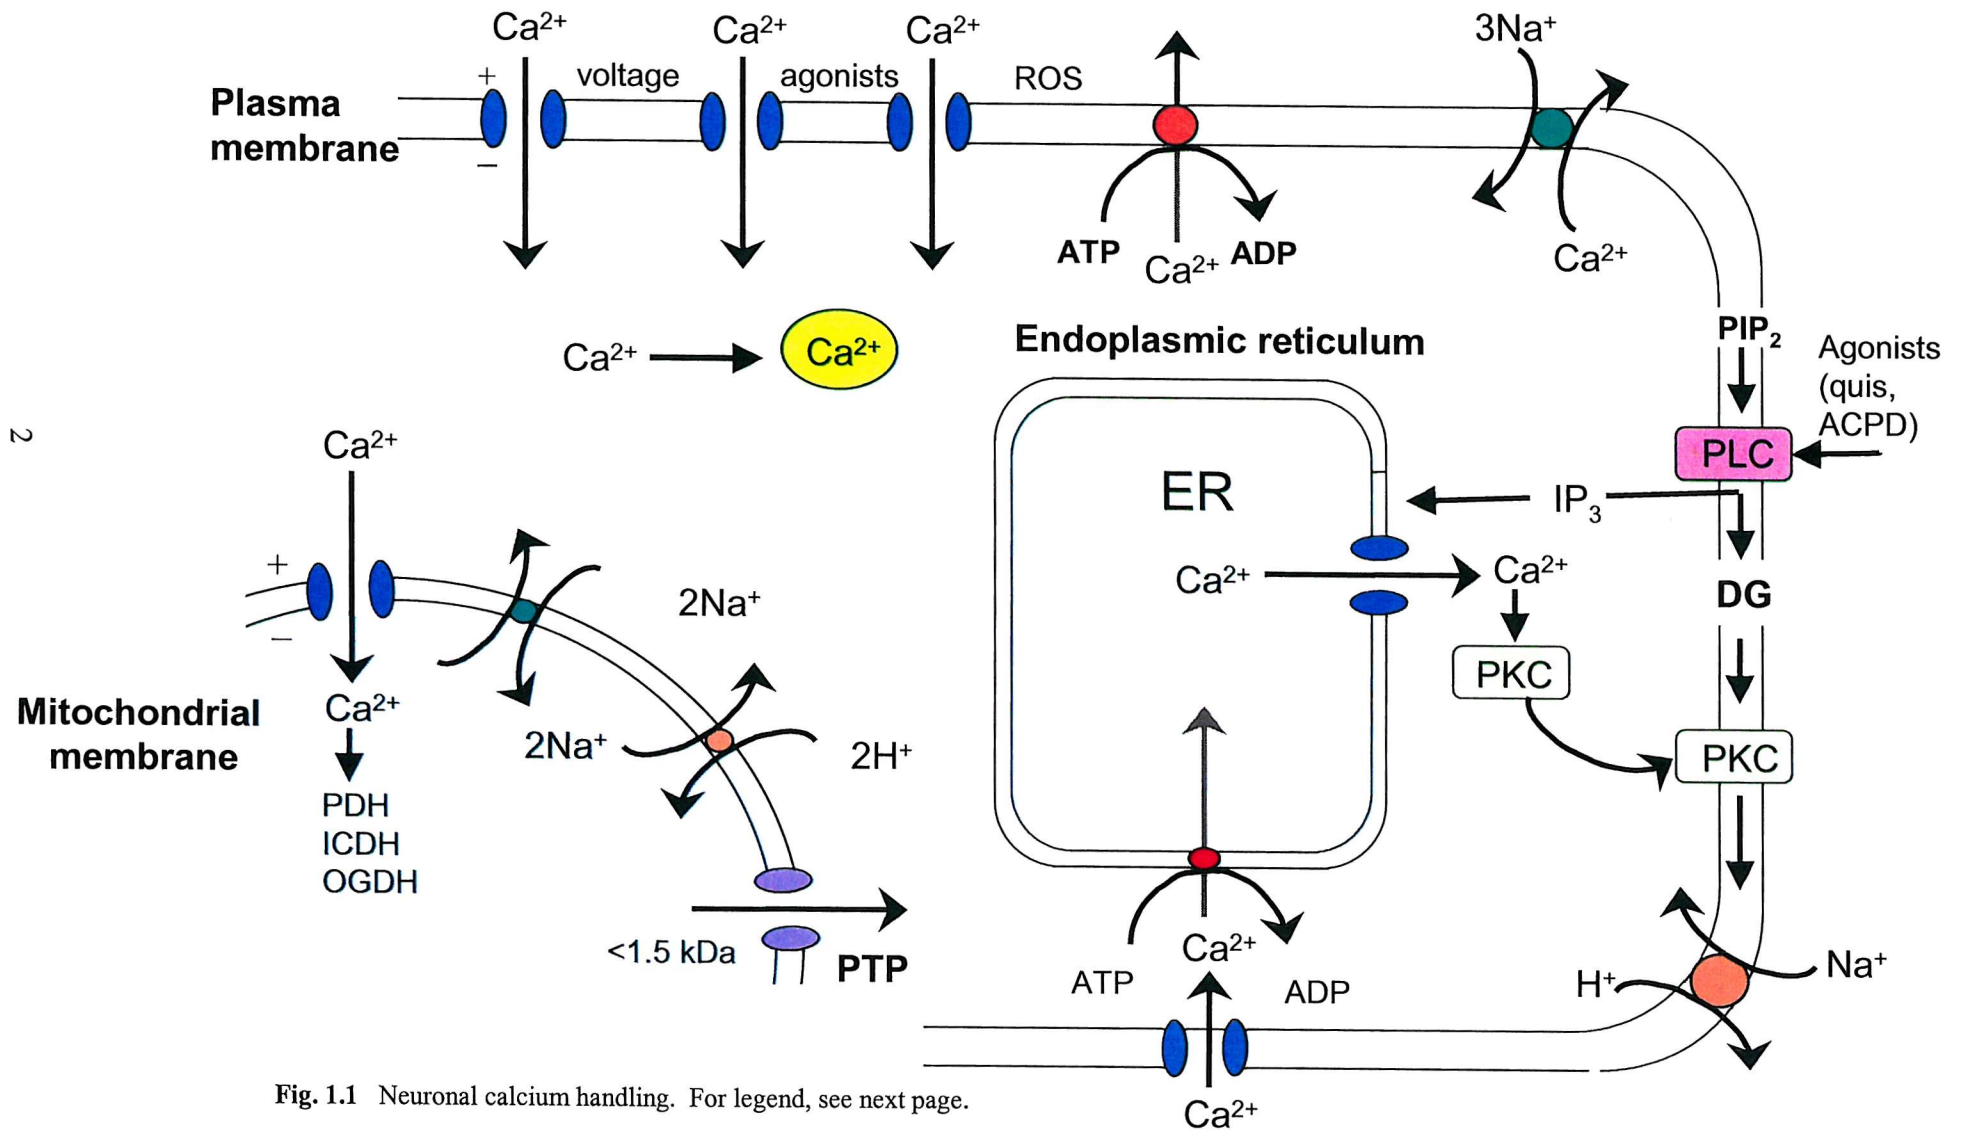 Ca²⁺
Ca²⁺
Ca²⁺
3Na⁺
+
voltage
agonists
ROS
Plasma
membrane
−
ATP
Ca²⁺
ADP
Ca²⁺
Ca²⁺
Ca²⁺
Endoplasmic reticulum
PIP₂
Agonists
(quis,
ACPD)
2
Ca²⁺
ER
PLC
IP₃
+
−
2Na⁺
Ca²⁺
Ca²⁺
DG
Mitochondrial
membrane
Ca²⁺
2Na⁺
2H⁺
PKC
PKC
PDH
ICDH
OGDH
<1.5 kDa
PTP
Ca²⁺
ATP
ADP
H⁺
Na⁺
Ca²⁺
Fig. 1.1 Neuronal calcium handling. For legend, see next page.